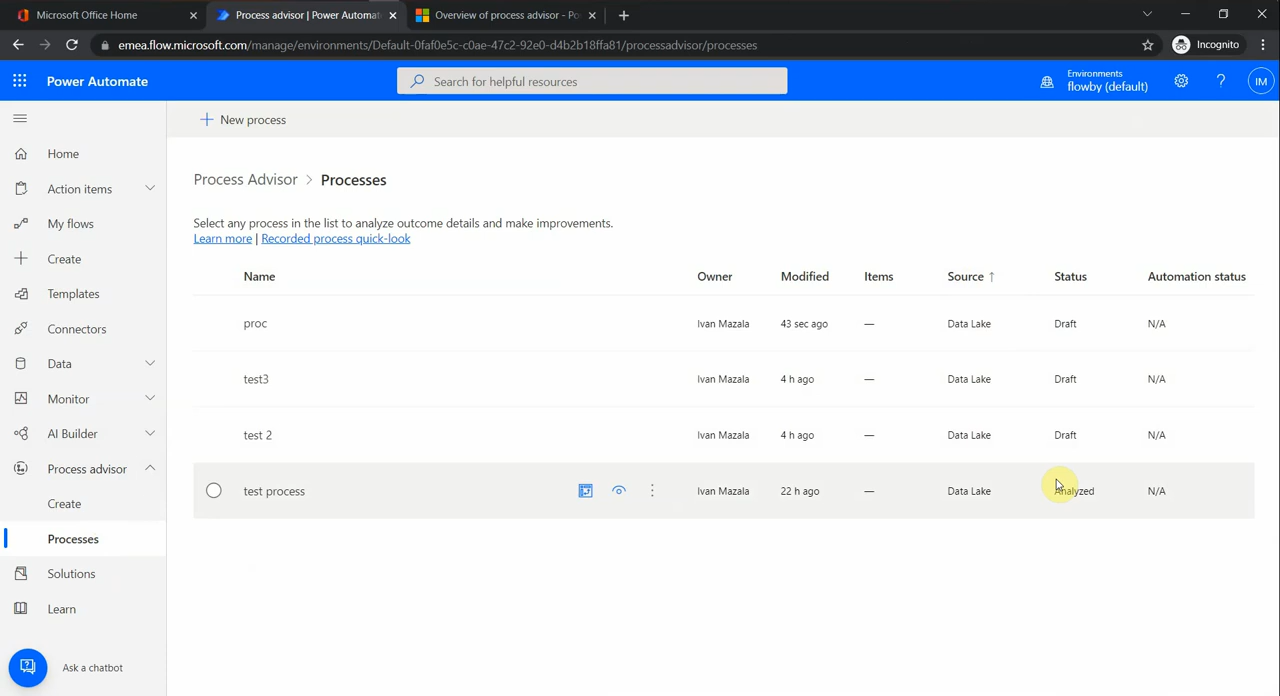 Microsoft Office Home
Process advisor | Power Automat
Overview of process advisor - Po
emea.flow.microsoft.com/manage/environments/Default-0faf0e5c-c0ae-47c2-92e0-d4b2b18ffa81/processadvisor/processes
Incognito
Power Automate
Search for helpful resources
Environments
flowby (default)
?
IM
New process
Home
Action items
My flows
Create
Templates
Connectors
Data
Monitor
AI Builder
Process advisor
Create
Processes
Solutions
Learn
Ask a chatbot
Process Advisor > Processes
Select any process in the list to analyze outcome details and make improvements.
Learn more | Recorded process quick-look
Name Owner Modified Items Source ↑ Status Automation status
proc Ivan Mazala 43 sec ago — Data Lake Draft N/A
test3 Ivan Mazala 4 h ago — Data Lake Draft N/A
test 2 Ivan Mazala 4 h ago — Data Lake Draft N/A
test process Ivan Mazala 22 h ago — Data Lake Analyzed N/A